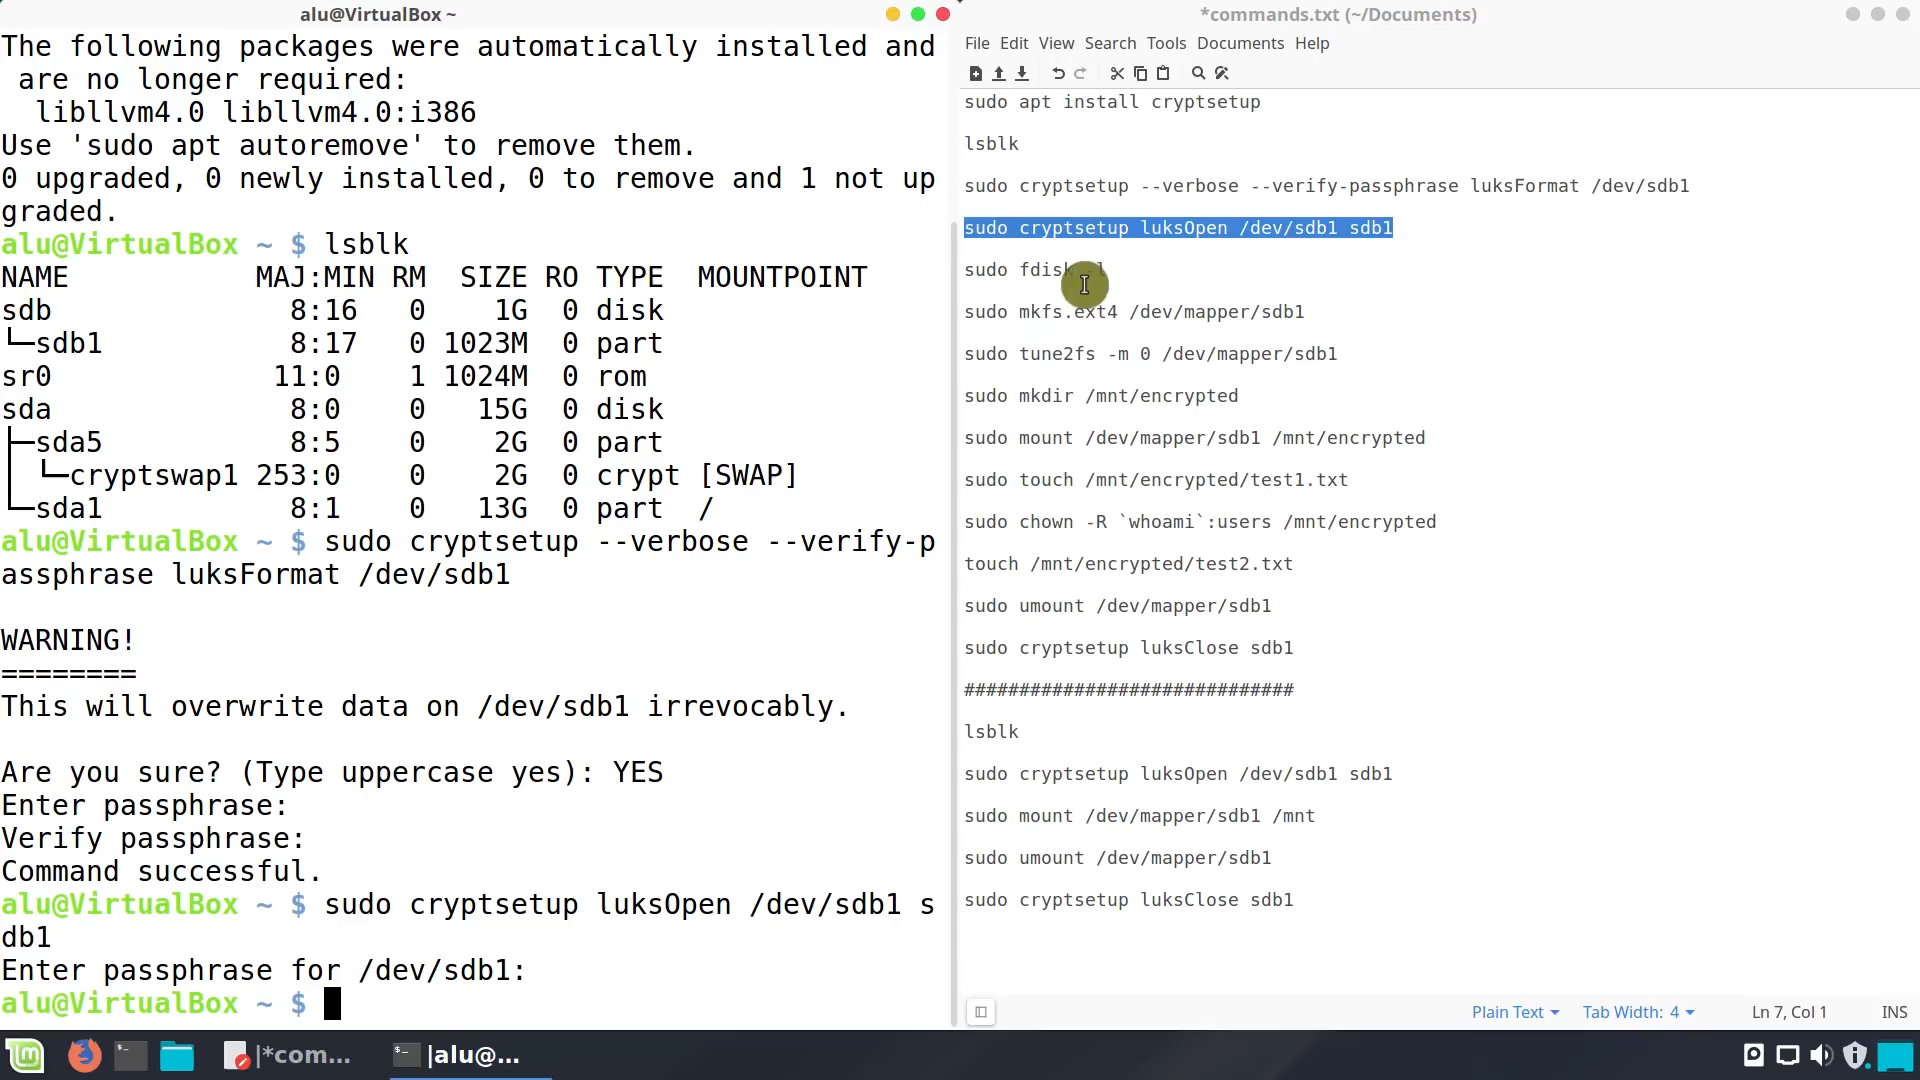 alu@VirtualBox ~
The following packages were automatically installed and
are no longer required:
libllvm4.0 libllvm4.0:i386
Use 'sudo apt autoremove' to remove them.
0 upgraded, 0 newly installed, 0 to remove and 1 not up
graded.
alu@VirtualBox ~ $ lsblk
NAME MAJ:MIN RM SIZE RO TYPE MOUNTPOINT
sdb 8:16 0 1G 0 disk
└─sdb1 8:17 0 1023M 0 part
sr0 11:0 1 1024M 0 rom
sda 8:0 0 15G 0 disk
├─sda5 8:5 0 2G 0 part
│ └─cryptswap1 253:0 0 2G 0 crypt [SWAP]
└─sda1 8:1 0 13G 0 part /
alu@VirtualBox ~ $ sudo cryptsetup --verbose --verify-p
assphrase luksFormat /dev/sdb1
WARNING!
========
This will overwrite data on /dev/sdb1 irrevocably.
Are you sure? (Type uppercase yes): YES
Enter passphrase:
Verify passphrase:
Command successful.
alu@VirtualBox ~ $ sudo cryptsetup luksOpen /dev/sdb1 s
db1
Enter passphrase for /dev/sdb1:
alu@VirtualBox ~ $
*commands.txt (~/Documents)
File Edit View Search Tools Documents Help
sudo apt install cryptsetup
lsblk
sudo cryptsetup --verbose --verify-passphrase luksFormat /dev/sdb1
sudo cryptsetup luksOpen /dev/sdb1 sdb1
sudo fdisk -l
sudo mkfs.ext4 /dev/mapper/sdb1
sudo tune2fs -m 0 /dev/mapper/sdb1
sudo mkdir /mnt/encrypted
sudo mount /dev/mapper/sdb1 /mnt/encrypted
sudo touch /mnt/encrypted/test1.txt
sudo chown -R `whoami`:users /mnt/encrypted
touch /mnt/encrypted/test2.txt
sudo umount /dev/mapper/sdb1
sudo cryptsetup luksClose sdb1
##############################
lsblk
sudo cryptsetup luksOpen /dev/sdb1 sdb1
sudo mount /dev/mapper/sdb1 /mnt
sudo umount /dev/mapper/sdb1
sudo cryptsetup luksClose sdb1
Plain Text Tab Width: 4 Ln 7, Col 1 INS
|*com... |alu@...